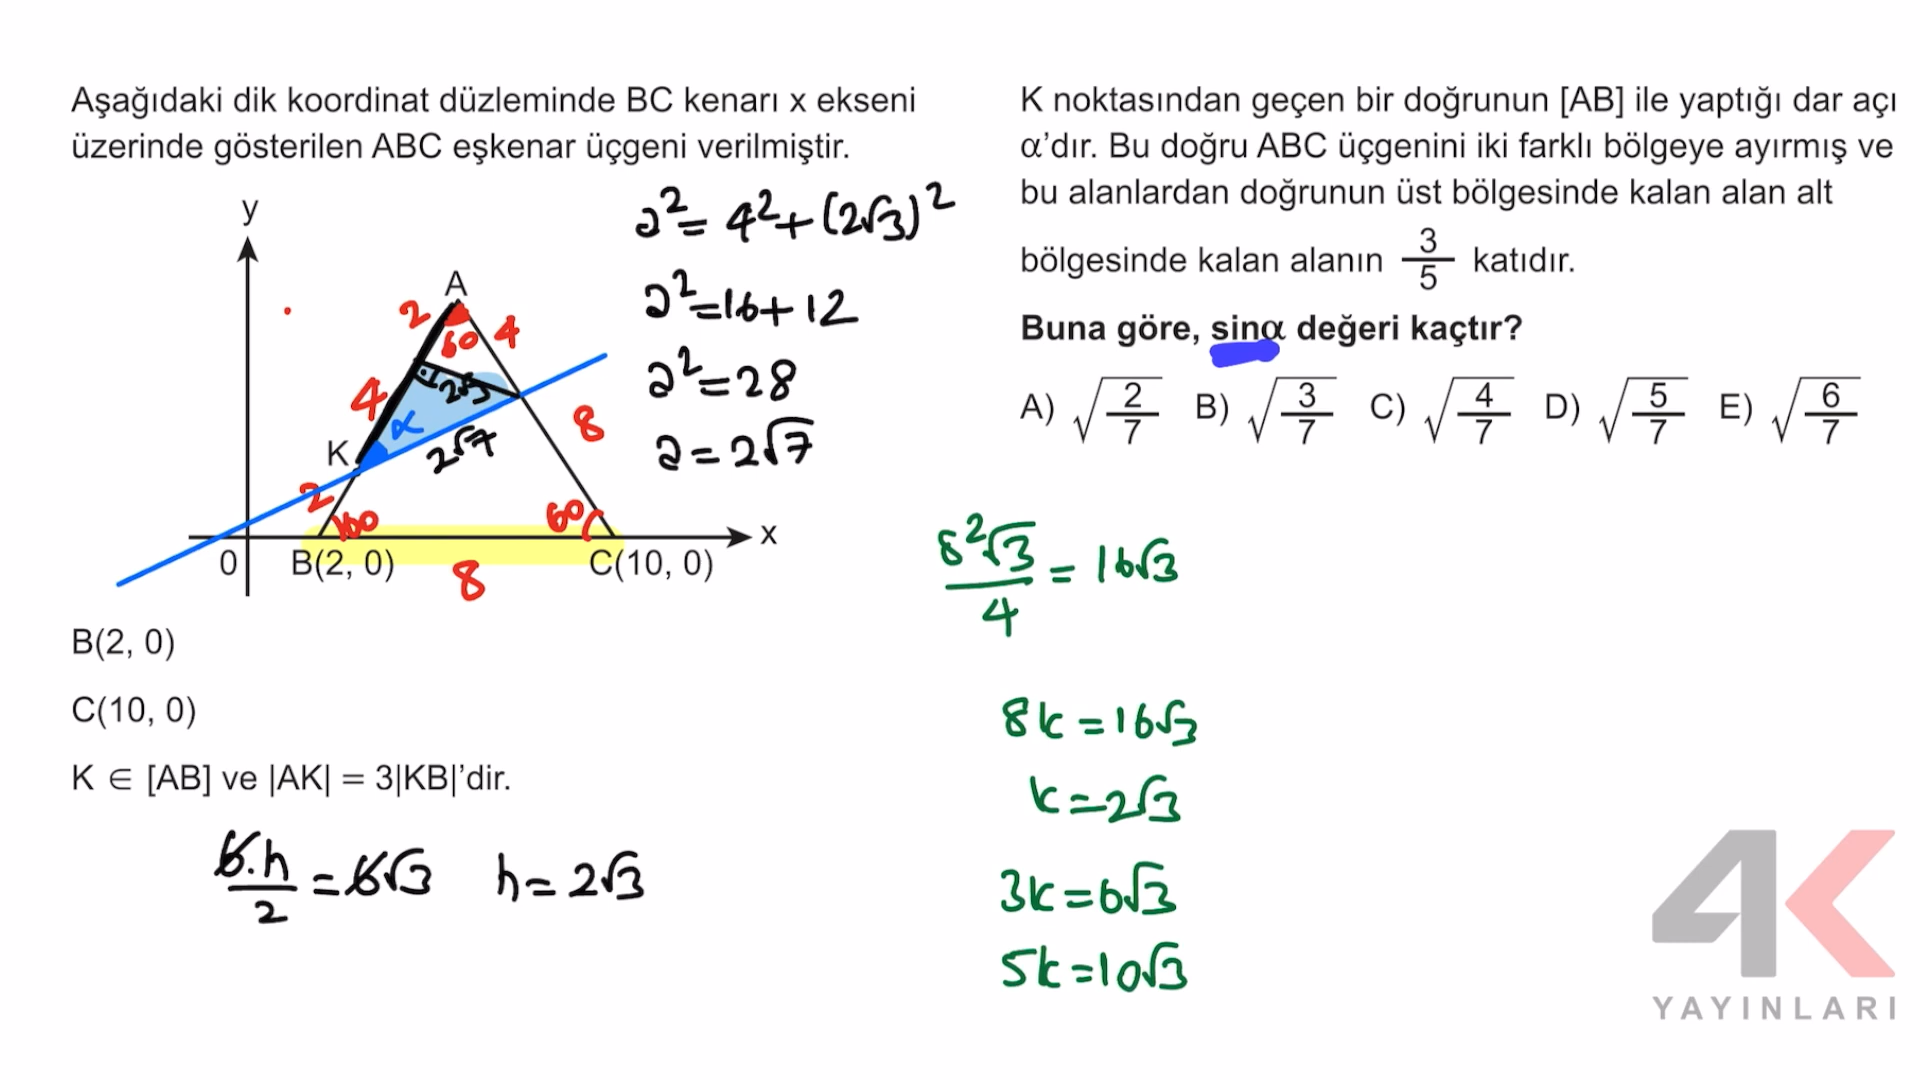 Aşağıdaki dik koordinat düzleminde BC kenarı x ekseni
üzerinde gösterilen ABC eşkenar üçgeni verilmiştir.
y
A
2
60
4
4
2√3
α
8
K
2√7
2
60
60
x
0
B(2, 0)
8
C(10, 0)
a² = 4² + (2√3)²
a² = 16 + 12
a² = 28
a = 2√7
B(2, 0)
C(10, 0)
K ∈ [AB] ve |AK| = 3|KB|’dir.
6.h/2 = 6√3 h = 2√3
K noktasından geçen bir doğrunun [AB] ile yaptığı dar açı
α’dır. Bu doğru ABC üçgenini iki farklı bölgeye ayırmış ve
bu alanlardan doğrunun üst bölgesinde kalan alan alt
bölgesinde kalan alanın 3/5 katıdır.
Buna göre, sinα değeri kaçtır?
A) √(2/7) B) √(3/7) C) √(4/7) D) √(5/7) E) √(6/7)
8²√3/4 = 16√3
8k = 16√3
k = 2√3
3k = 6√3
5k = 10√3
4K
YAYINLARI